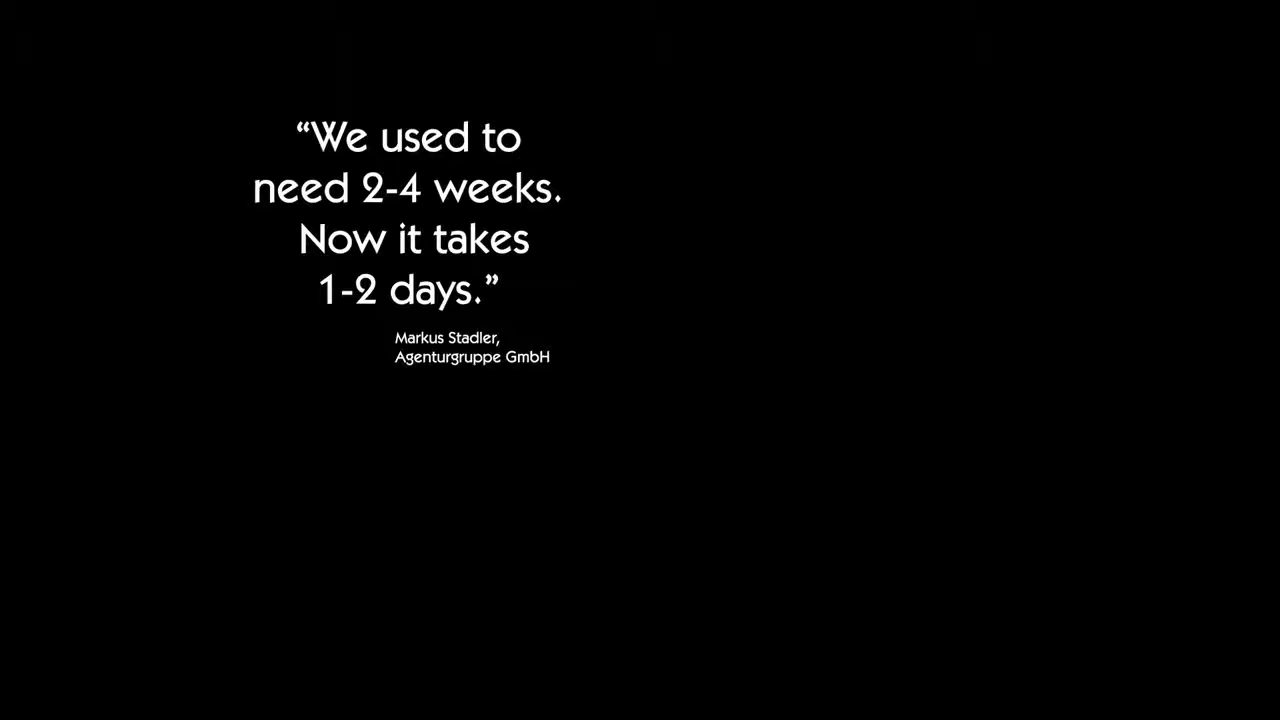 “We used to
need 2-4 weeks.
Now it takes
1-2 days.”
Markus Stadler,
Agenturgruppe GmbH